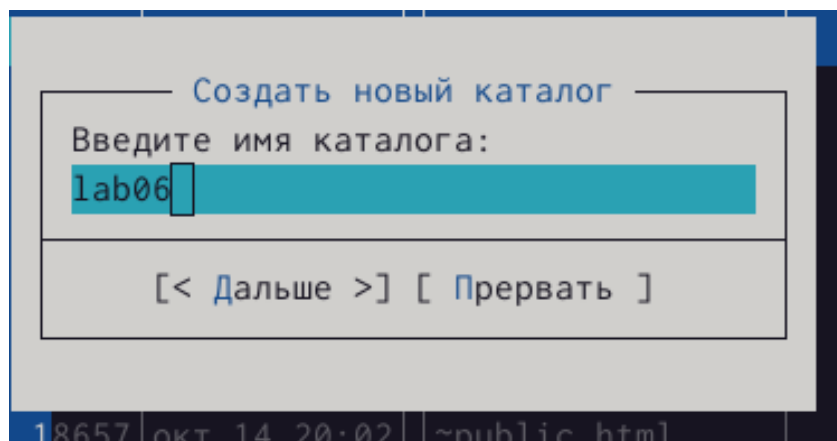 Создать новый каталог
Введите имя каталога:
lab06
[< Дальше >] [ Прервать ]
18657 окт 14 20:02 ~public_html